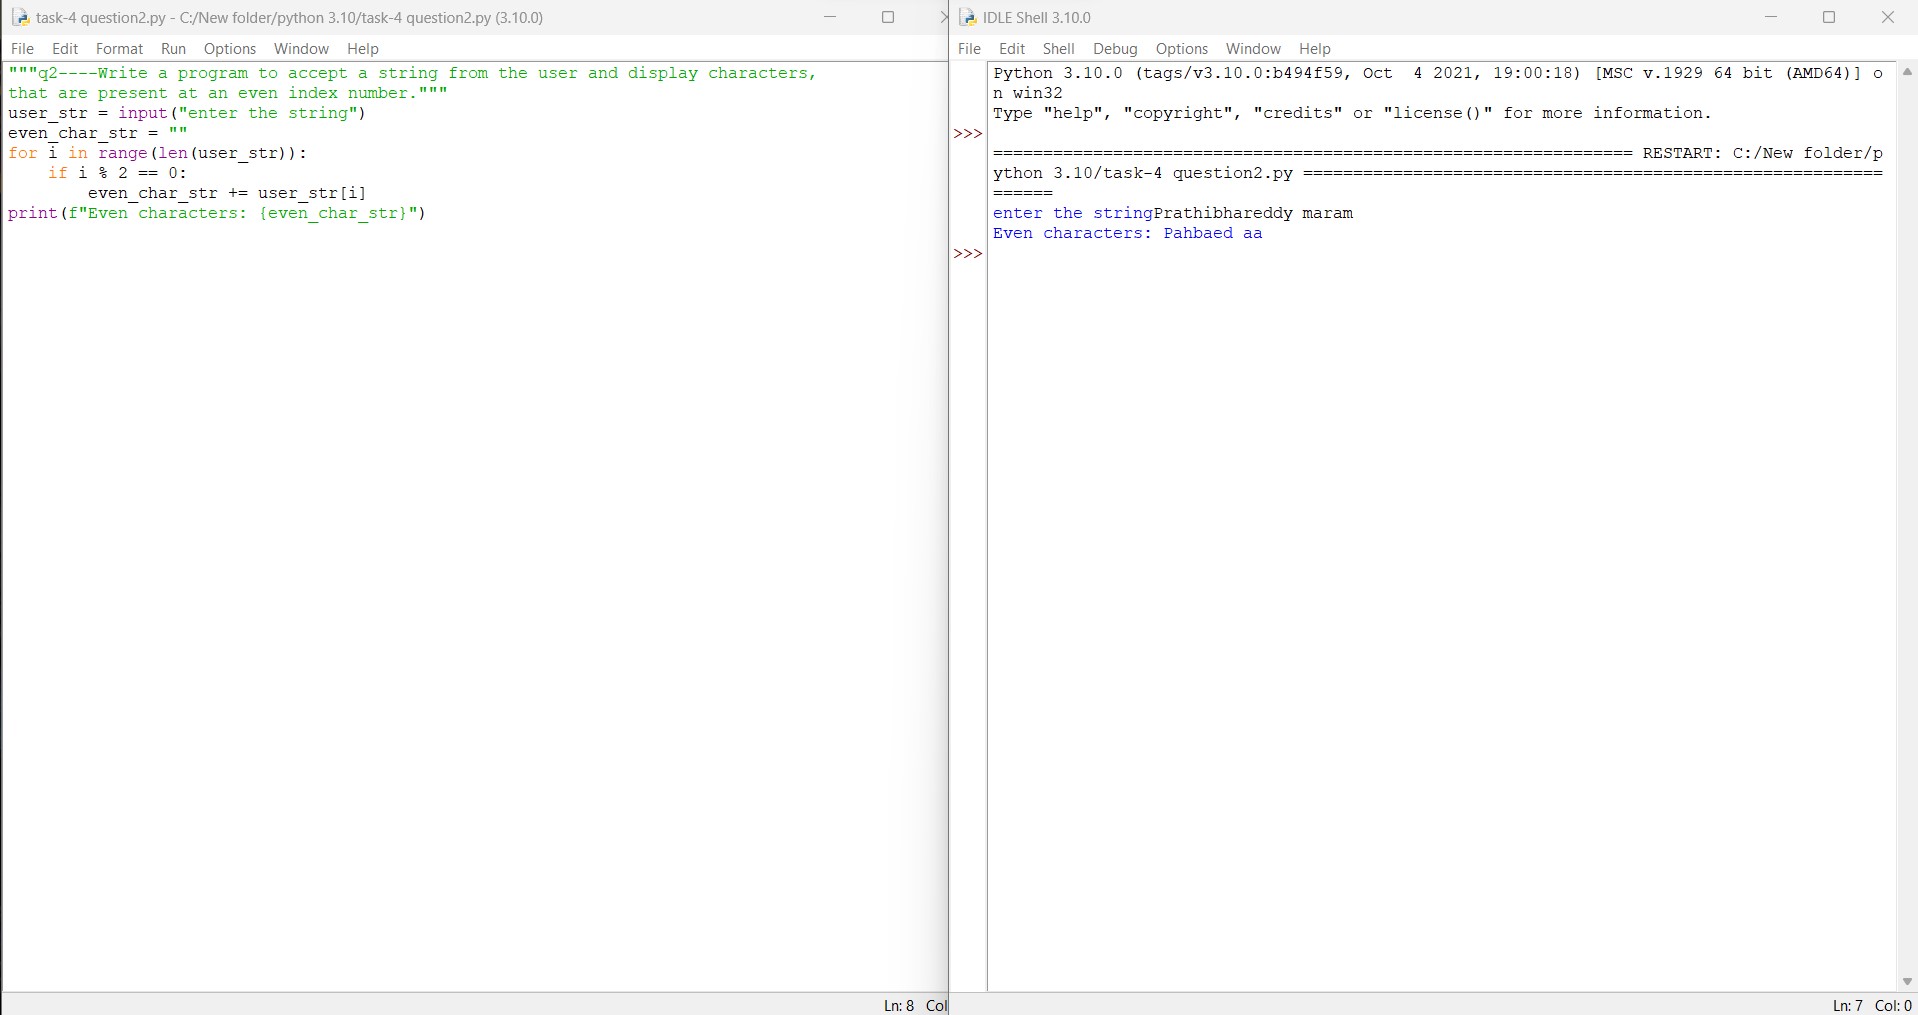 task-4 question2.py - C:/New folder/python 3.10/task-4 question2.py (3.10.0)
File Edit Format Run Options Window Help
"""q2----Write a program to accept a string from the user and display characters,
that are present at an even index number."""
user_str = input("enter the string")
even_char_str = ""
for i in range(len(user_str)):
    if i % 2 == 0:
        even_char_str += user_str[i]
print(f"Even characters: {even_char_str}")
Ln: 8 Col
IDLE Shell 3.10.0
File Edit Shell Debug Options Window Help
Python 3.10.0 (tags/v3.10.0:b494f59, Oct  4 2021, 19:00:18) [MSC v.1929 64 bit (AMD64)] o
n win32
Type "help", "copyright", "credits" or "license()" for more information.
>>>
================================================================ RESTART: C:/New folder/p
ython 3.10/task-4 question2.py ==========================================================
======
enter the stringPrathibhareddy maram
Even characters: Pahbaed aa
>>>
Ln: 7 Col: 0